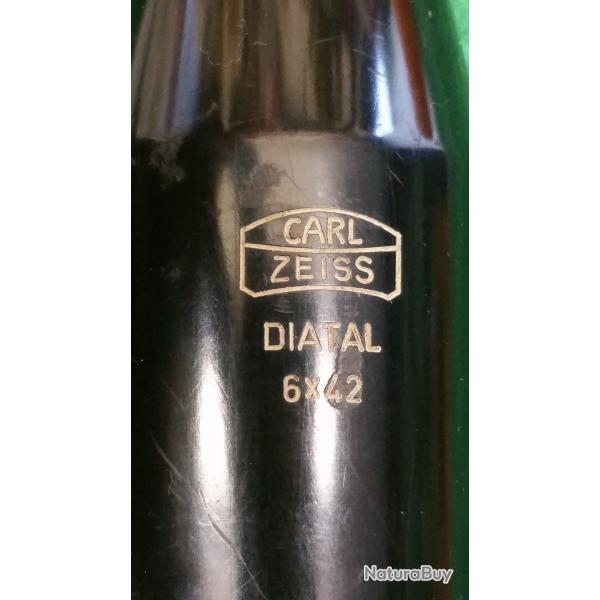 CARL
ZEISS
DIATAL
6x42
NaturaBuy